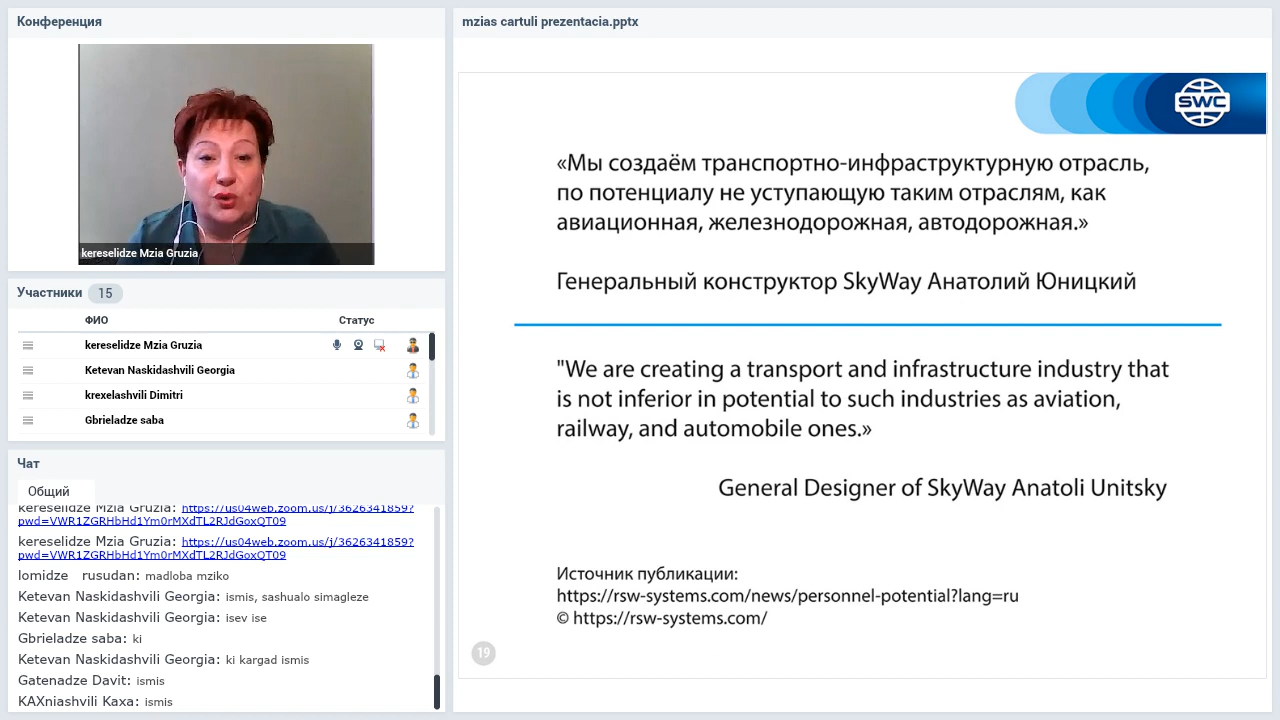 Конференция
kereselidze Mzia Gruzia
Участники 15
ФИО Статус
kereselidze Mzia Gruzia
Ketevan Naskidashvili Georgia
krexelashvili Dimitri
Gbrieladze saba
Чат
Общий
kereselidze Mzia Gruzia: https://us04web.zoom.us/j/3626341859?
pwd=VWR1ZGRHbHd1Ym0rMXdTL2RJdGoxQT09
kereselidze Mzia Gruzia: https://us04web.zoom.us/j/3626341859?
pwd=VWR1ZGRHbHd1Ym0rMXdTL2RJdGoxQT09
lomidze rusudan: madloba mziko
Ketevan Naskidashvili Georgia: ismis, sashualo simagleze
Ketevan Naskidashvili Georgia: isev ise
Gbrieladze saba: ki
Ketevan Naskidashvili Georgia: ki kargad ismis
Gatenadze Davit: ismis
KAXniashvili Kaxa: ismis
mzias cartuli prezentacia.pptx
SWC
«Мы создаём транспортно-инфраструктурную отрасль,
по потенциалу не уступающую таким отраслям, как
авиационная, железнодорожная, автодорожная.»
Генеральный конструктор SkyWay Анатолий Юницкий
"We are creating a transport and infrastructure industry that
is not inferior in potential to such industries as aviation,
railway, and automobile ones.»
General Designer of SkyWay Anatoli Unitsky
Источник публикации:
https://rsw-systems.com/news/personnel-potential?lang=ru
© https://rsw-systems.com/
19